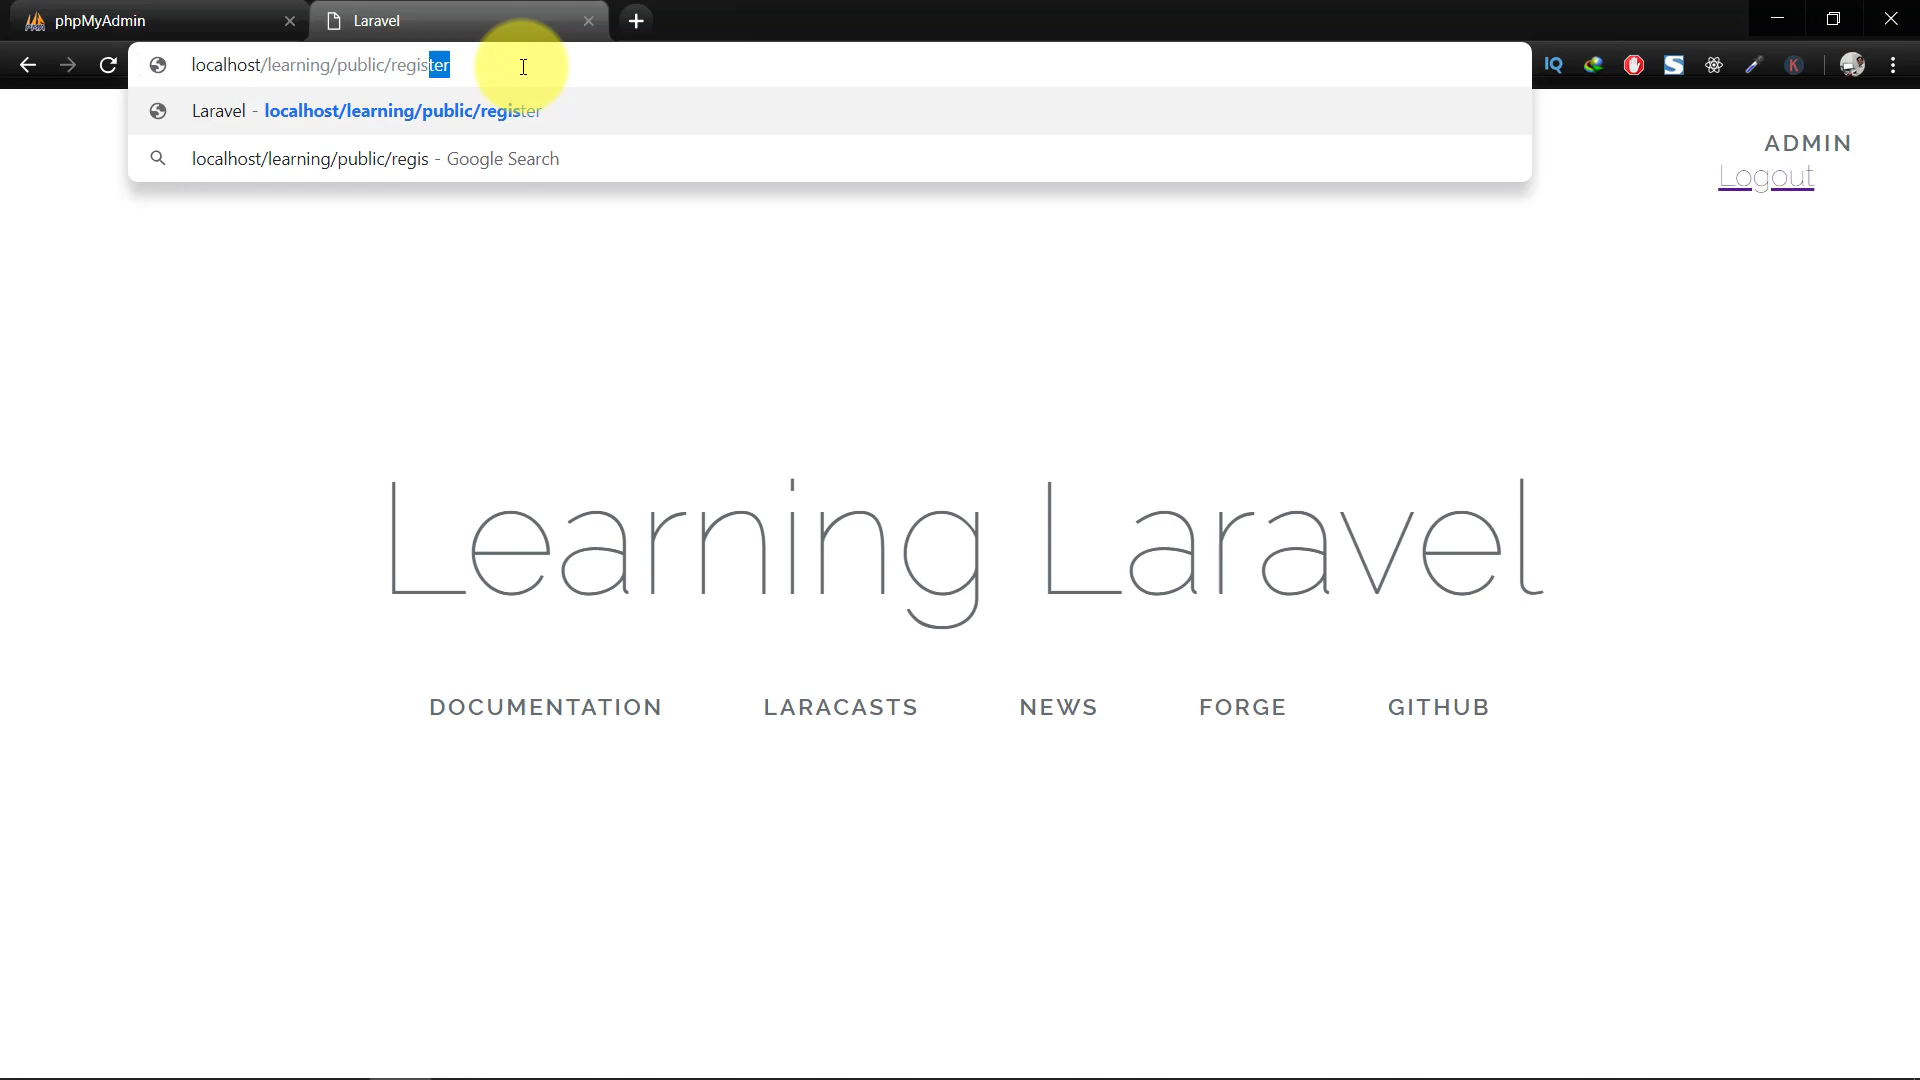 phpMyAdmin
Laravel
localhost/learning/public/register
IQ
S
K
Laravel - localhost/learning/public/register
localhost/learning/public/regis - Google Search
ADMIN
Logout
Learning Laravel
DOCUMENTATION LARACASTS NEWS FORGE GITHUB